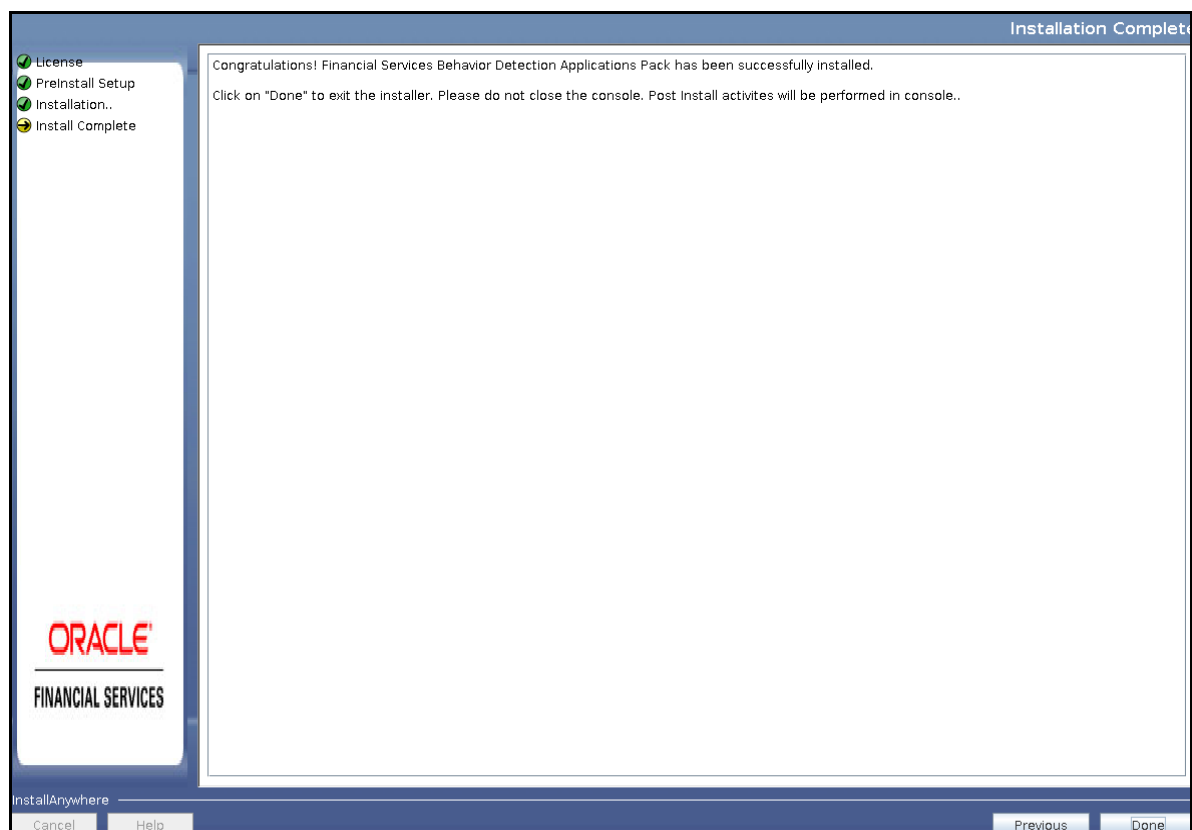 Installation Complete
License
PreInstall Setup
Installation..
Install Complete
Congratulations! Financial Services Behavior Detection Applications Pack has been successfully installed.
Click on "Done" to exit the installer. Please do not close the console. Post Install activites will be performed in console..
ORACLE
FINANCIAL SERVICES
InstallAnywhere
Cancel Help Previous Done